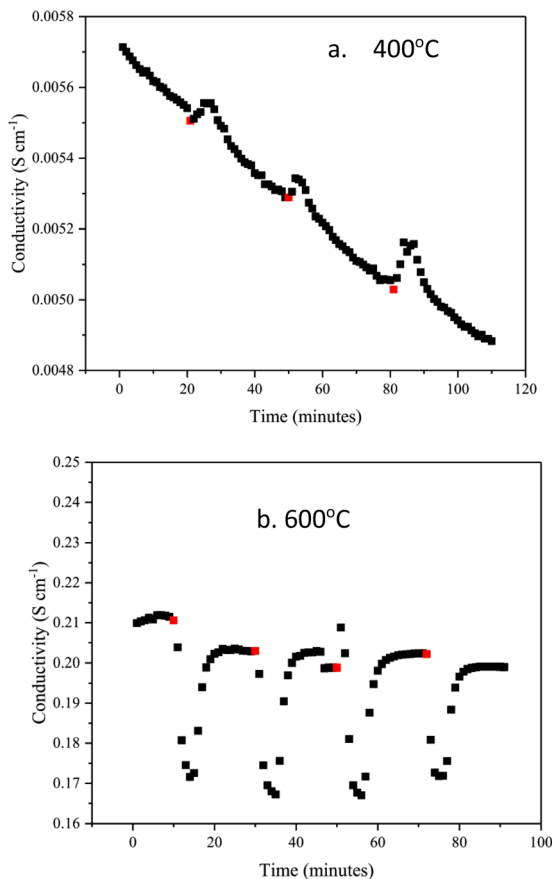 a. 400°C
0.0058
0.0056
0.0054
0.0052
0.0050
0.0048
Conductivity (S cm⁻¹)
0 20 40 60 80 100 120
Time (minutes)
b. 600°C
0.25
0.24
0.23
0.22
0.21
0.20
0.19
0.18
0.17
0.16
Conductivity (S cm⁻¹)
0 20 40 60 80 100
Time (minutes)